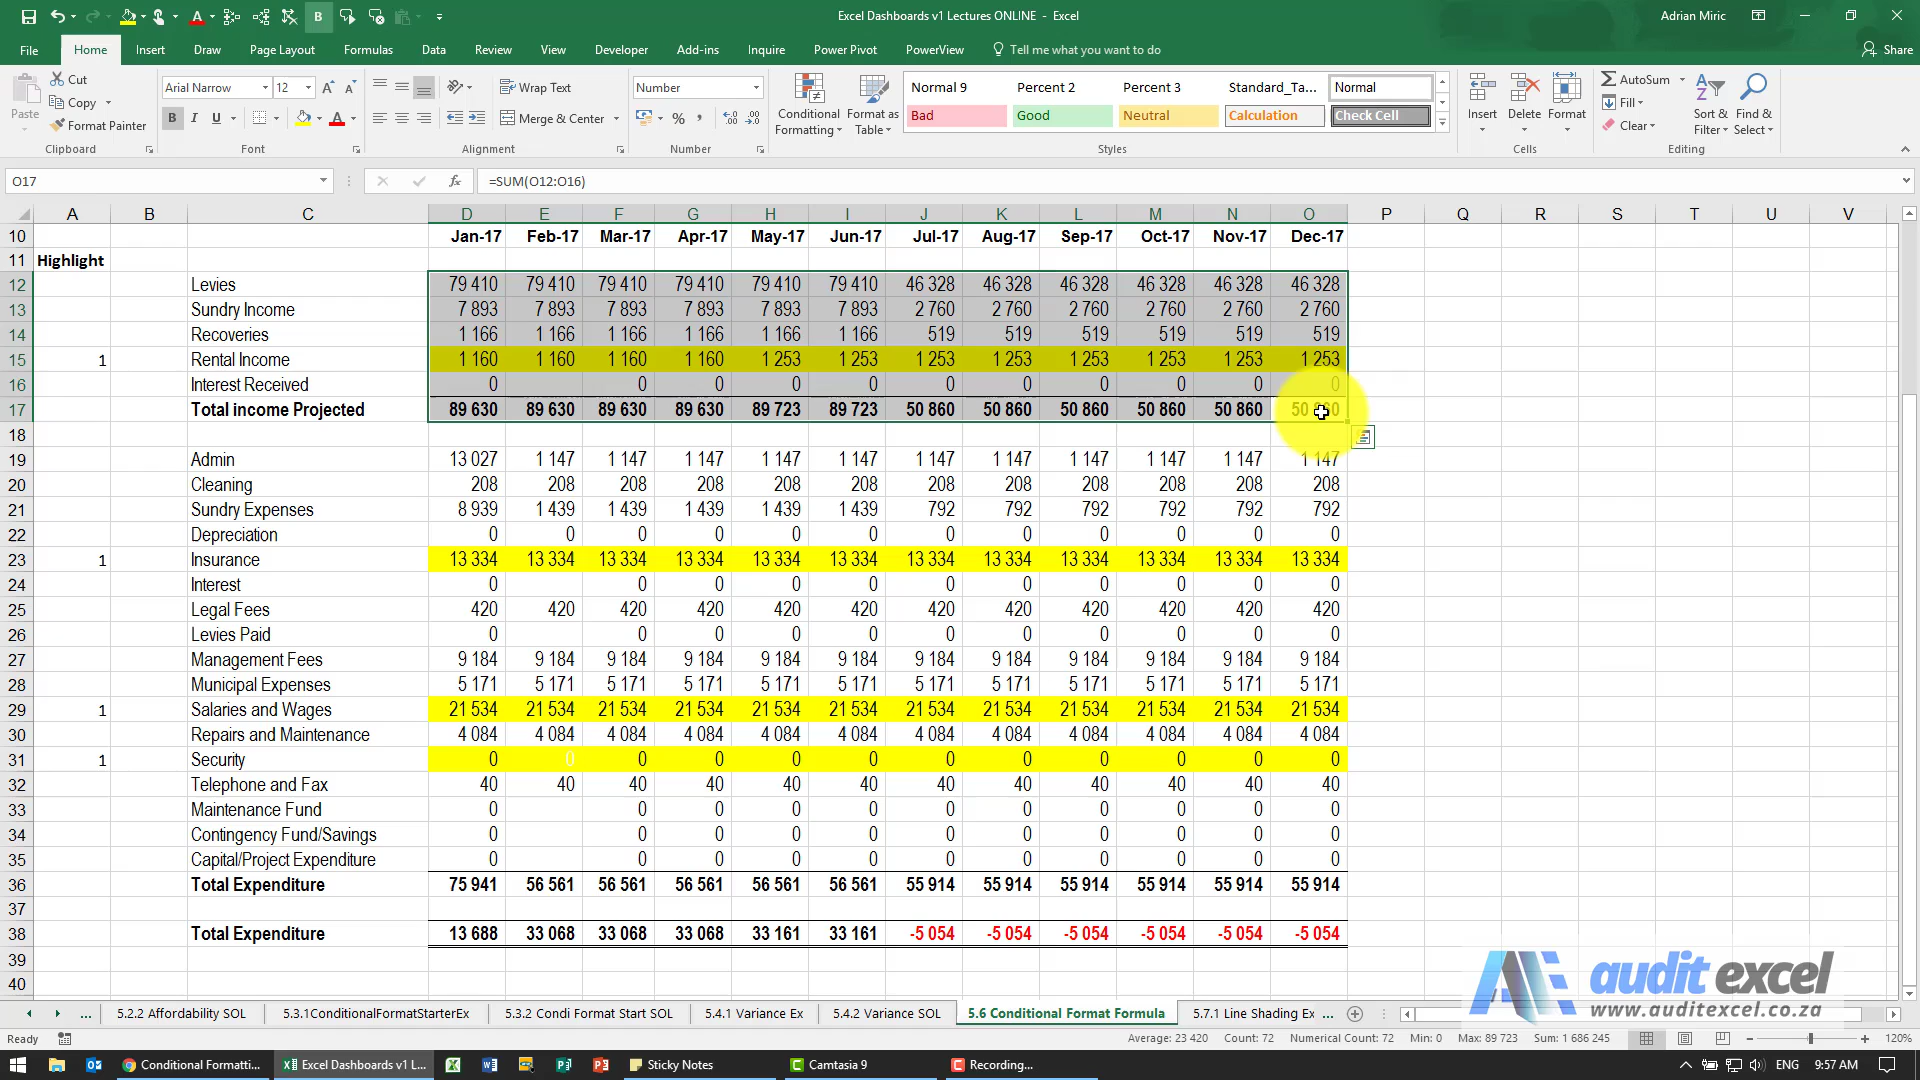 Excel Dashboards v1 Lectures ONLINE - Excel
Adrian Miric
File Home Insert Draw Page Layout Formulas Data Review View Developer Add-ins Inquire Power Pivot PowerView Tell me what you want to do Share
Cut
Copy
Format Painter
Paste
Clipboard
Arial Narrow 12
B I U
Font
Wrap Text
Merge & Center
Alignment
Number
Number
Conditional Formatting
Format as Table
Normal 9 Percent 2 Percent 3 Standard_Ta... Normal
Bad Good Neutral Calculation Check Cell
Styles
Insert Delete Format
Cells
AutoSum
Fill
Clear
Sort & Filter
Find & Select
Editing
O17 fx =SUM(O12:O16)
A B C D E F G H I J K L M N O P Q R S T U V
10 Jan-17 Feb-17 Mar-17 Apr-17 May-17 Jun-17 Jul-17 Aug-17 Sep-17 Oct-17 Nov-17 Dec-17
11 Highlight
12 Levies 79 410 79 410 79 410 79 410 79 410 79 410 46 328 46 328 46 328 46 328 46 328 46 328
13 Sundry Income 7 893 7 893 7 893 7 893 7 893 7 893 2 760 2 760 2 760 2 760 2 760 2 760
14 Recoveries 1 166 1 166 1 166 1 166 1 166 1 166 519 519 519 519 519 519
15 1 Rental Income 1 160 1 160 1 160 1 160 1 253 1 253 1 253 1 253 1 253 1 253 1 253 1 253
16 Interest Received 0 0 0 0 0 0 0 0 0 0 0
17 Total income Projected 89 630 89 630 89 630 89 630 89 723 89 723 50 860 50 860 50 860 50 860 50 860 50 860
18
19 Admin 13 027 1 147 1 147 1 147 1 147 1 147 1 147 1 147 1 147 1 147 1 147 1 147
20 Cleaning 208 208 208 208 208 208 208 208 208 208 208 208
21 Sundry Expenses 8 939 1 439 1 439 1 439 1 439 1 439 792 792 792 792 792 792
22 Depreciation 0 0 0 0 0 0 0 0 0 0 0 0
23 1 Insurance 13 334 13 334 13 334 13 334 13 334 13 334 13 334 13 334 13 334 13 334 13 334 13 334
24 Interest 0 0 0 0 0 0 0 0 0 0 0 0
25 Legal Fees 420 420 420 420 420 420 420 420 420 420 420 420
26 Levies Paid 0 0 0 0 0 0 0 0 0 0 0 0
27 Management Fees 9 184 9 184 9 184 9 184 9 184 9 184 9 184 9 184 9 184 9 184 9 184 9 184
28 Municipal Expenses 5 171 5 171 5 171 5 171 5 171 5 171 5 171 5 171 5 171 5 171 5 171 5 171
29 1 Salaries and Wages 21 534 21 534 21 534 21 534 21 534 21 534 21 534 21 534 21 534 21 534 21 534 21 534
30 Repairs and Maintenance 4 084 4 084 4 084 4 084 4 084 4 084 4 084 4 084 4 084 4 084 4 084 4 084
31 1 Security 0 0 0 0 0 0 0 0 0 0 0 0
32 Telephone and Fax 40 40 40 40 40 40 40 40 40 40 40 40
33 Maintenance Fund 0 0 0 0 0 0 0 0 0 0 0
34 Contingency Fund/Savings 0 0 0 0 0 0 0 0 0 0 0
35 Capital/Project Expenditure 0 0 0 0 0 0 0 0 0 0 0
36 Total Expenditure 75 941 56 561 56 561 56 561 56 561 56 561 55 914 55 914 55 914 55 914 55 914 55 914
37
38 Total Expenditure 13 688 33 068 33 068 33 068 33 161 33 161 -5 054 -5 054 -5 054 -5 054 -5 054 -5 054
39
40
audit excel
www.auditexcel.co.za
... 5.2.2 Affordability SOL 5.3.1ConditionalFormatStarterEx 5.3.2 Condi Format Start SOL 5.4.1 Variance Ex 5.4.2 Variance SOL 5.6 Conditional Format Formula 5.7.1 Line Shading Ex ...
Ready Average: 23 420 Count: 72 Numerical Count: 72 Min: 0 Max: 89 723 Sum: 1 686 245 120%
Conditional Formatti... Excel Dashboards v1 L... Sticky Notes Camtasia 9 Recording... ENG 9:57 AM